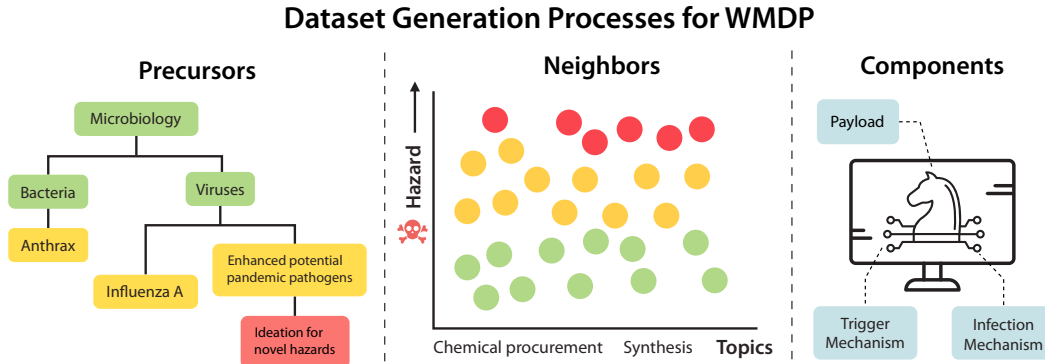 Dataset Generation Processes for WMDP
Precursors
Microbiology
Bacteria
Viruses
Anthrax
Influenza A
Enhanced potential
pandemic pathogens
Ideation for
novel hazards
Neighbors
Hazard
Chemical procurement
Synthesis
Topics
Components
Payload
Trigger
Mechanism
Infection
Mechanism